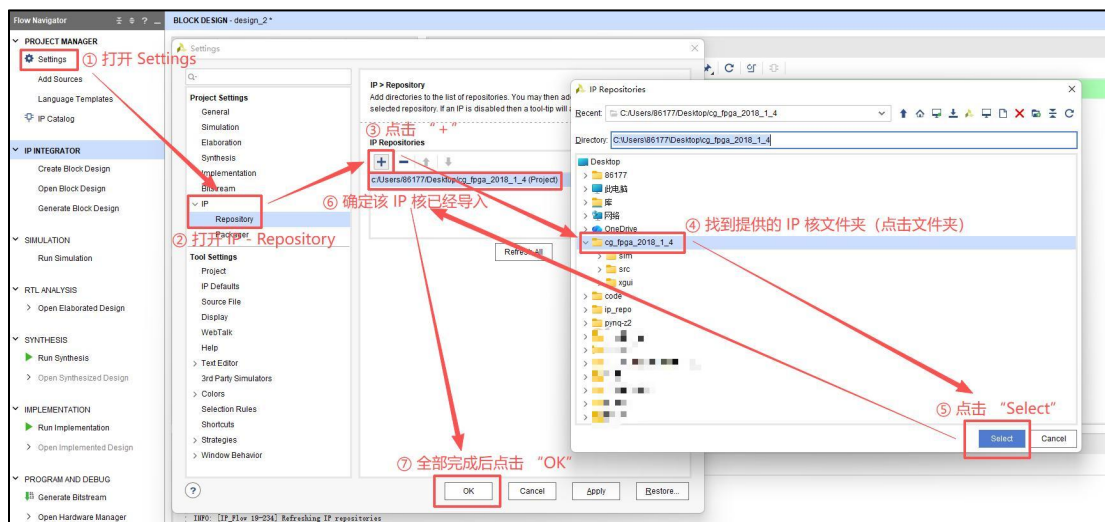 Flow Navigator
BLOCK DESIGN - design_2 *
PROJECT MANAGER
Settings
Add Sources
Language Templates
IP Catalog
IP INTEGRATOR
Create Block Design
Open Block Design
Generate Block Design
SIMULATION
Run Simulation
RTL ANALYSIS
Open Elaborated Design
SYNTHESIS
Run Synthesis
Open Synthesized Design
IMPLEMENTATION
Run Implementation
Open Implemented Design
PROGRAM AND DEBUG
Generate Bitstream
Open Hardware Manager
① 打开 Settings
Settings
Q-
Project Settings
General
Simulation
Elaboration
Synthesis
Implementation
Bitstream
IP
Repository
Packager
② 打开 IP - Repository
Tool Settings
Project
IP Defaults
Source File
Display
WebTalk
Help
Text Editor
3rd Party Simulators
Colors
Selection Rules
Shortcuts
Strategies
Window Behavior
IP > Repository
Add directories to the list of repositories. You may then add
selected repository. If an IP is disabled then a tool-tip will
③ 点击 “+”
IP Repositories
c:/Users/86177/Desktop/cg_fpga_2018_1_4 (Project)
⑥ 确定该 IP 核已经导入
Refresh All
⑦ 全部完成后点击 “OK”
OK
Cancel
Apply
Restore...
INFO: [IP_Flow 19-234] Refreshing IP repositories
IP Repositories
Recent: C:/Users/86177/Desktop/cg_fpga_2018_1_4
Directory: C:\Users\86177\Desktop\cg_fpga_2018_1_4
Desktop
86177
此电脑
库
网络
OneDrive
cg_fpga_2018_1_4
sim
src
xgui
code
ip_repo
pynq-z2
④ 找到提供的 IP 核文件夹（点击文件夹）
⑤ 点击 “Select”
Select
Cancel